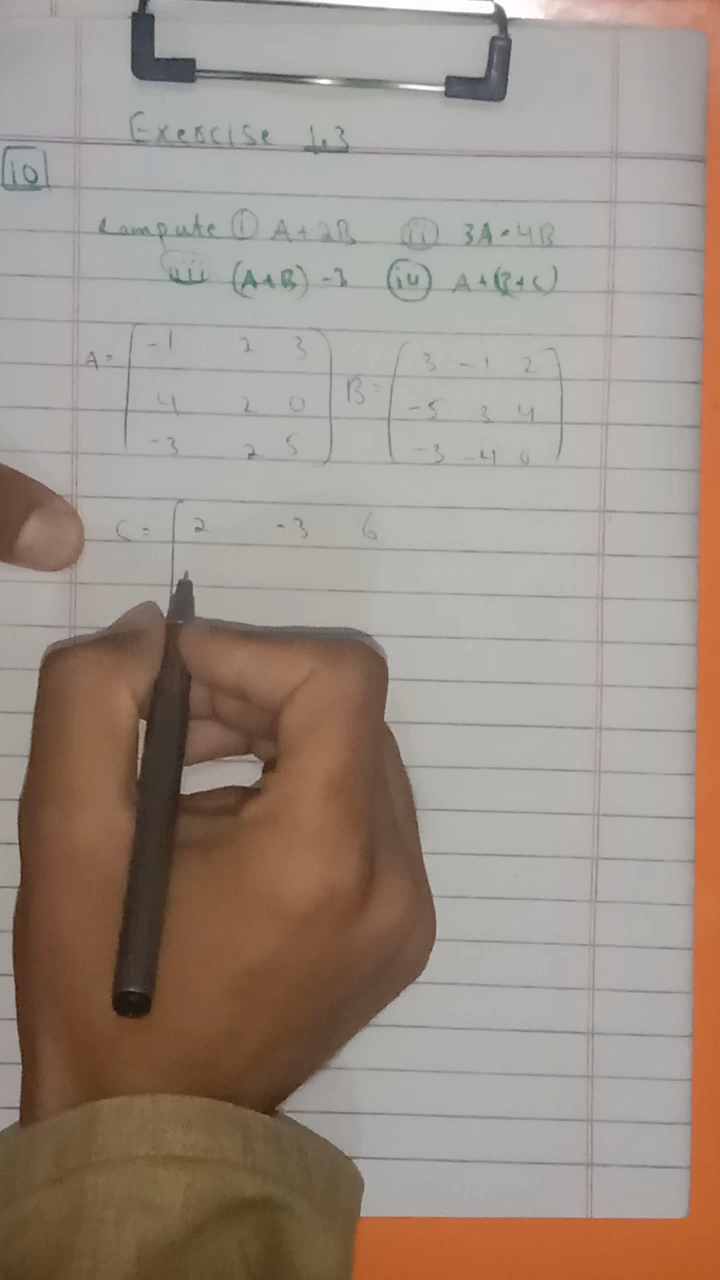 Exercise 1.3
10
Compute (i) A+2B (ii) 3A-4B
(iii) (A+B)-3 (iv) A+(B+C)
A= [-1 2 3 B= [3 -1 2
4 2 0 -5 3 4
-3 2 5] -3 -4 0]
C = [2 -3 6